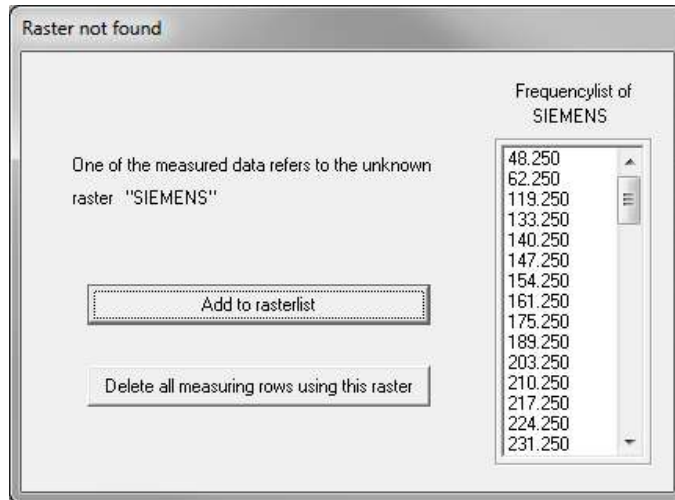 Raster not found
Frequencylist of
SIEMENS
One of the measured data refers to the unknown
raster "SIEMENS"
Add to rasterlist
Delete all measuring rows using this raster
48.250
62.250
119.250
133.250
140.250
147.250
154.250
161.250
175.250
189.250
203.250
210.250
217.250
224.250
231.250